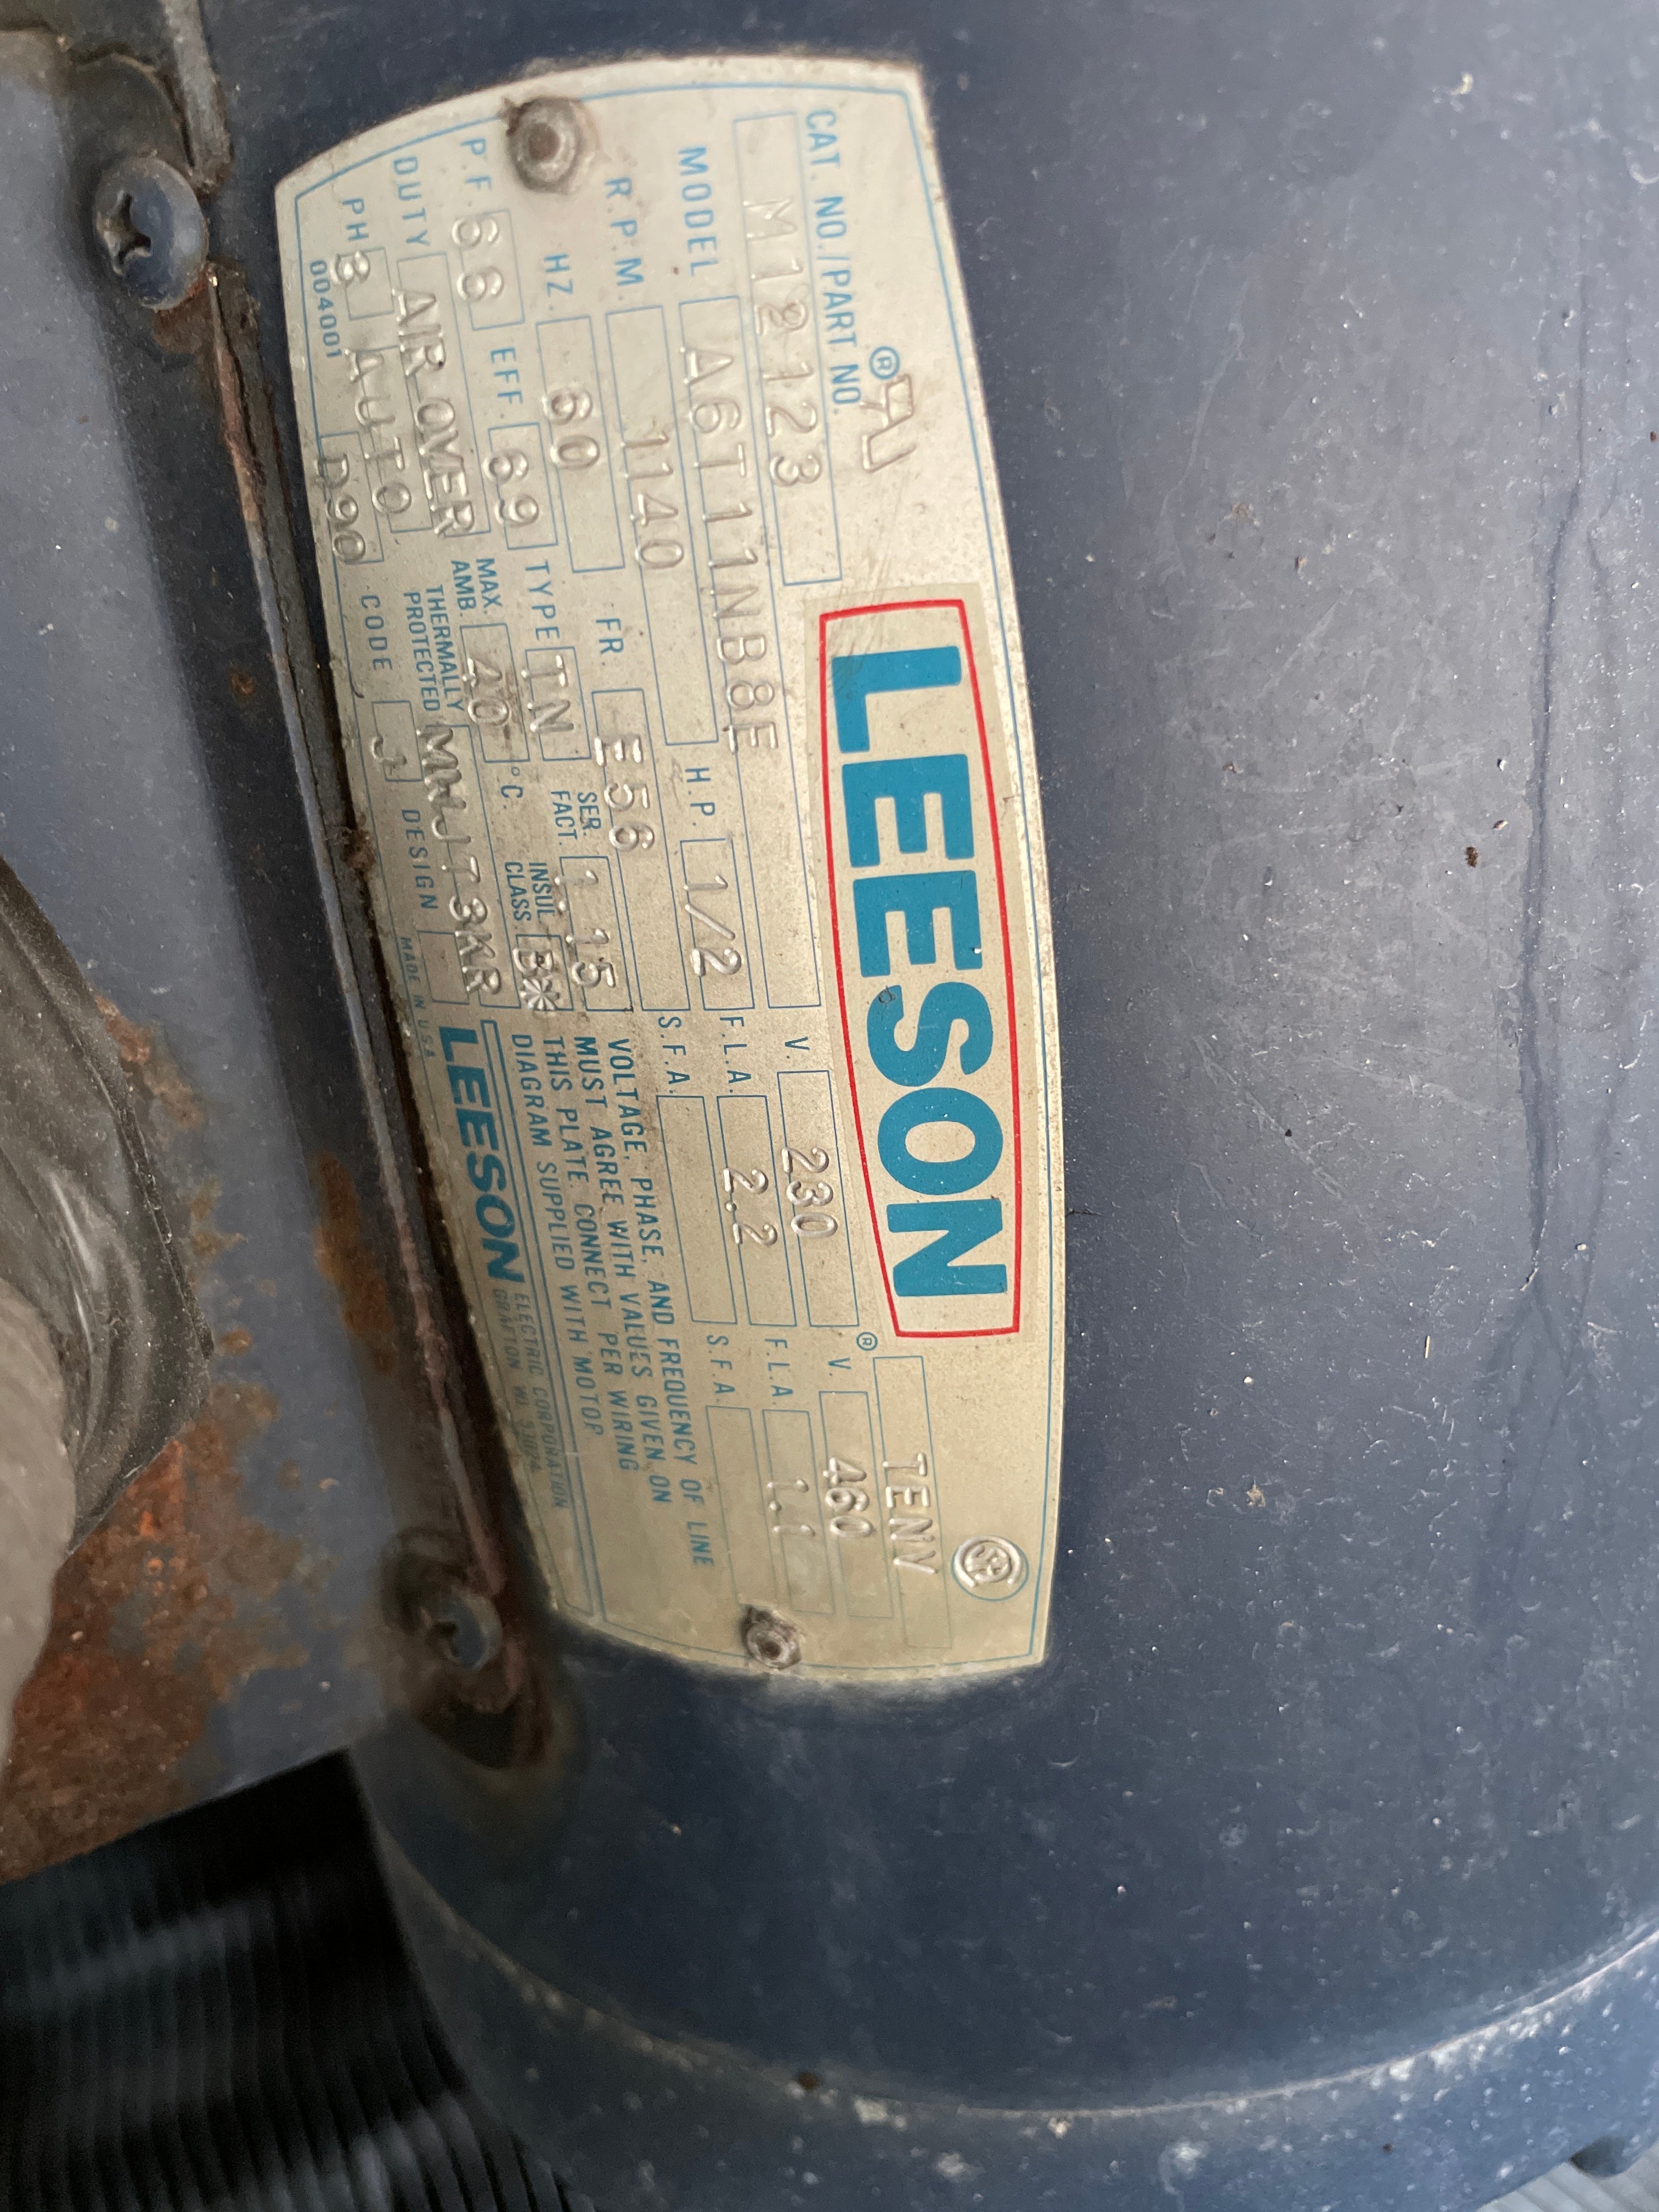 LEESON ®
TENV
CAT. NO./PART NO.
M12123
V. 230 V. 460
MODEL A6T11NB8E
H.P. 1/2 F.L.A. 2.2 F.L.A. 1.1
R.P.M. 1140
S.F.A. S.F.A.
HZ. 60 FR. E56
P.F. 66 EFF. 69 TYPE TN SER. FACT. 1.15
DUTY AIR OVER MAX. AMB. 40 °C. INSUL. CLASS B*
PH 3 AUTO THERMALLY PROTECTED
004001 D90 CODE J DESIGN
VOLTAGE, PHASE, AND FREQUENCY OF LINE
MUST AGREE WITH VALUES GIVEN ON
THIS PLATE. CONNECT PER WIRING
DIAGRAM SUPPLIED WITH MOTOR
MADE IN U.S.A.
LEESON ELECTRIC CORPORATION
GRAFTON, WI.